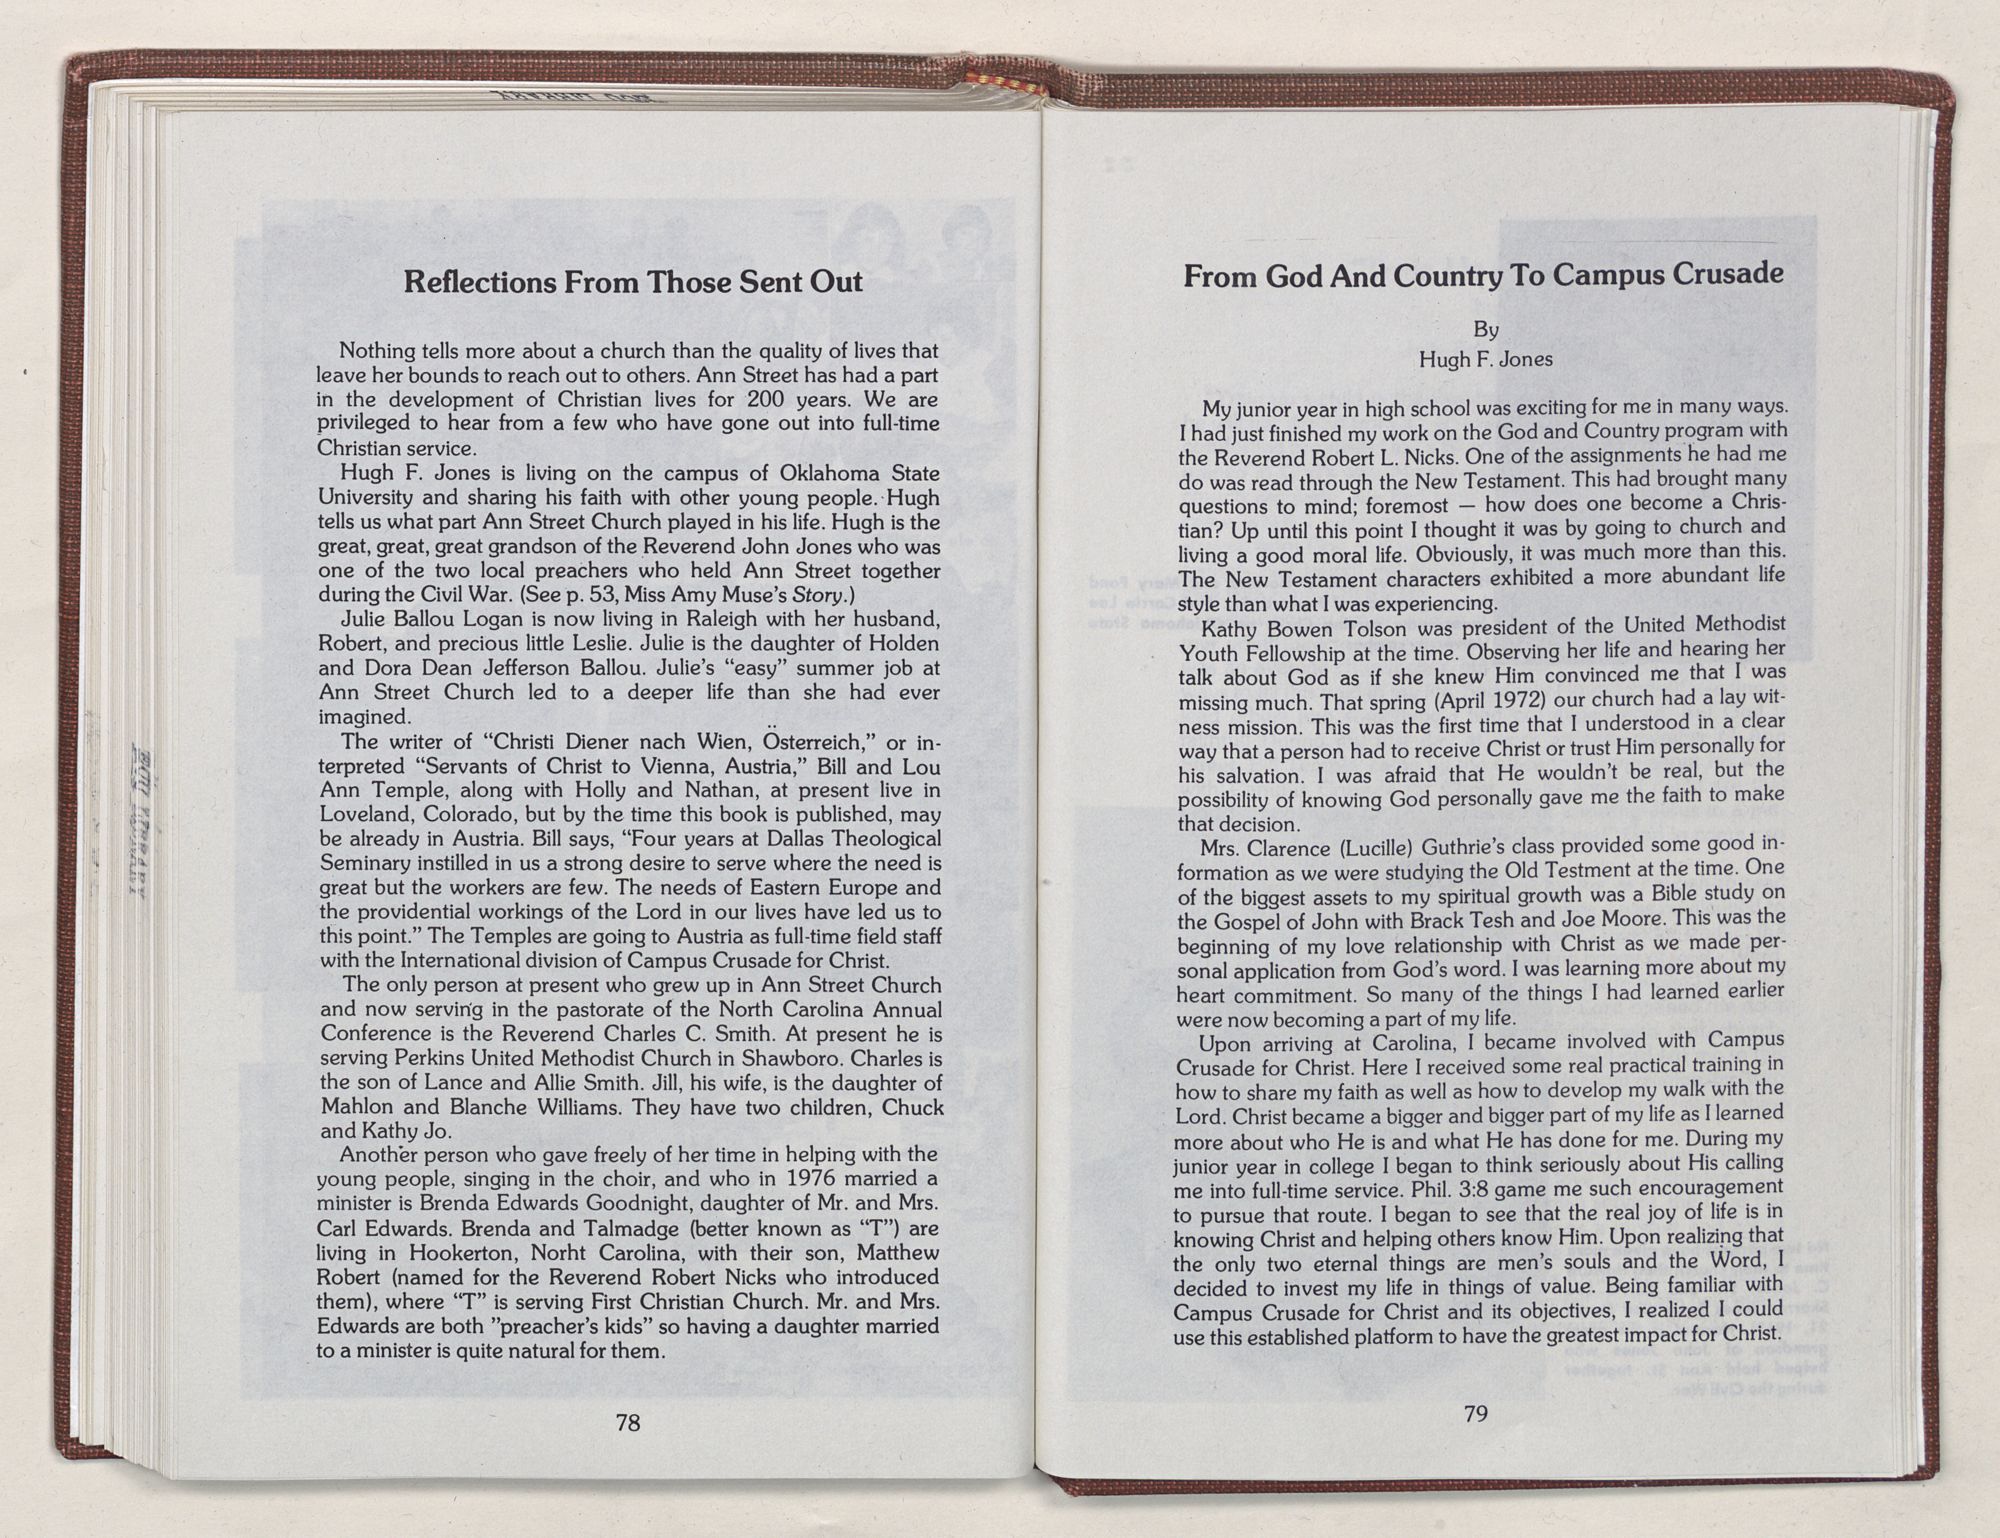 Reflections From Those Sent Out
Nothing tells more about a church than the quality of lives that
leave her bounds to reach out to others. Ann Street has had a part
in the development of Christian lives for 200 years. We are
privileged to hear from a few who have gone out into full-time
Christian service.
Hugh F. Jones is living on the campus of Oklahoma State
University and sharing his faith with other young people. Hugh
tells us what part Ann Street Church played in his life. Hugh is the
great, great, great grandson of the Reverend John Jones who was
one of the two local preachers who held Ann Street together
during the Civil War. (See p. 53, Miss Amy Muse's Story.)
Julie Ballou Logan is now living in Raleigh with her husband,
Robert, and precious little Leslie. Julie is the daughter of Holden
and Dora Dean Jefferson Ballou. Julie's “easy” summer job at
Ann Street Church led to a deeper life than she had ever
imagined.
The writer of “Christi Diener nach Wien, Österreich,” or in-
terpreted “Servants of Christ to Vienna, Austria,” Bill and Lou
Ann Temple, along with Holly and Nathan, at present live in
Loveland, Colorado, but by the time this book is published, may
be already in Austria. Bill says, “Four years at Dallas Theological
Seminary instilled in us a strong desire to serve where the need is
great but the workers are few. The needs of Eastern Europe and
the providential workings of the Lord in our lives have led us to
this point.” The Temples are going to Austria as full-time field staff
with the International division of Campus Crusade for Christ.
The only person at present who grew up in Ann Street Church
and now serving in the pastorate of the North Carolina Annual
Conference is the Reverend Charles C. Smith. At present he is
serving Perkins United Methodist Church in Shawboro. Charles is
the son of Lance and Allie Smith. Jill, his wife, is the daughter of
Mahlon and Blanche Williams. They have two children, Chuck
and Kathy Jo.
Another person who gave freely of her time in helping with the
young people, singing in the choir, and who in 1976 married a
minister is Brenda Edwards Goodnight, daughter of Mr. and Mrs.
Carl Edwards. Brenda and Talmadge (better known as “T”) are
living in Hookerton, Norht Carolina, with their son, Matthew
Robert (named for the Reverend Robert Nicks who introduced
them), where “T” is serving First Christian Church. Mr. and Mrs.
Edwards are both ”preacher's kids” so having a daughter married
to a minister is quite natural for them.
78
From God And Country To Campus Crusade
By
Hugh F. Jones
My junior year in high school was exciting for me in many ways.
I had just finished my work on the God and Country program with
the Reverend Robert L. Nicks. One of the assignments he had me
do was read through the New Testament. This had brought many
questions to mind; foremost — how does one become a Chris-
tian? Up until this point I thought it was by going to church and
living a good moral life. Obviously, it was much more than this.
The New Testament characters exhibited a more abundant life
style than what I was experiencing.
Kathy Bowen Tolson was president of the United Methodist
Youth Fellowship at the time. Observing her life and hearing her
talk about God as if she knew Him convinced me that I was
missing much. That spring (April 1972) our church had a lay wit-
ness mission. This was the first time that I understood in a clear
way that a person had to receive Christ or trust Him personally for
his salvation. I was afraid that He wouldn't be real, but the
possibility of knowing God personally gave me the faith to make
that decision.
Mrs. Clarence (Lucille) Guthrie's class provided some good in-
formation as we were studying the Old Testment at the time. One
of the biggest assets to my spiritual growth was a Bible study on
the Gospel of John with Brack Tesh and Joe Moore. This was the
beginning of my love relationship with Christ as we made per-
sonal application from God's word. I was learning more about my
heart commitment. So many of the things I had learned earlier
were now becoming a part of my life.
Upon arriving at Carolina, I became involved with Campus
Crusade for Christ. Here I received some real practical training in
how to share my faith as well as how to develop my walk with the
Lord. Christ became a bigger and bigger part of my life as I learned
more about who He is and what He has done for me. During my
junior year in college I began to think seriously about His calling
me into full-time service. Phil. 3:8 game me such encouragement
to pursue that route. I began to see that the real joy of life is in
knowing Christ and helping others know Him. Upon realizing that
the only two eternal things are men's souls and the Word, I
decided to invest my life in things of value. Being familiar with
Campus Crusade for Christ and its objectives, I realized I could
use this established platform to have the greatest impact for Christ.
79